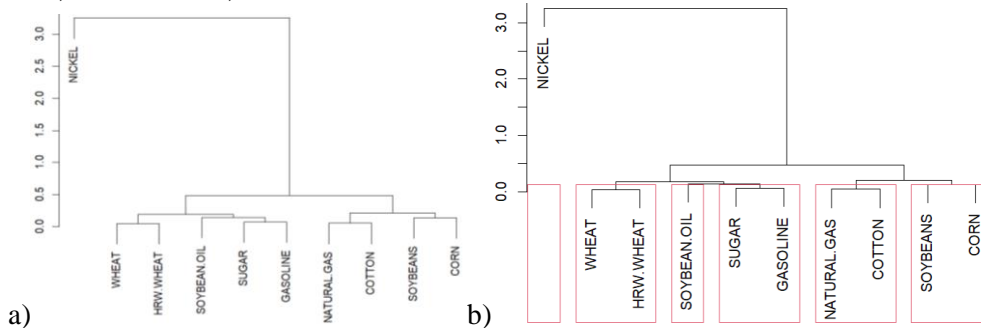 3.0
2.5
2.0
1.5
1.0
0.5
0.0
NICKEL
WHEAT
HRW.WHEAT
SOYBEAN.OIL
SUGAR
GASOLINE
NATURAL.GAS
COTTON
SOYBEANS
CORN
a)
3.0
2.0
1.0
0.0
NICKEL
WHEAT
HRW.WHEAT
SOYBEAN.OIL
SUGAR
GASOLINE
NATURAL.GAS
COTTON
SOYBEANS
CORN
b)